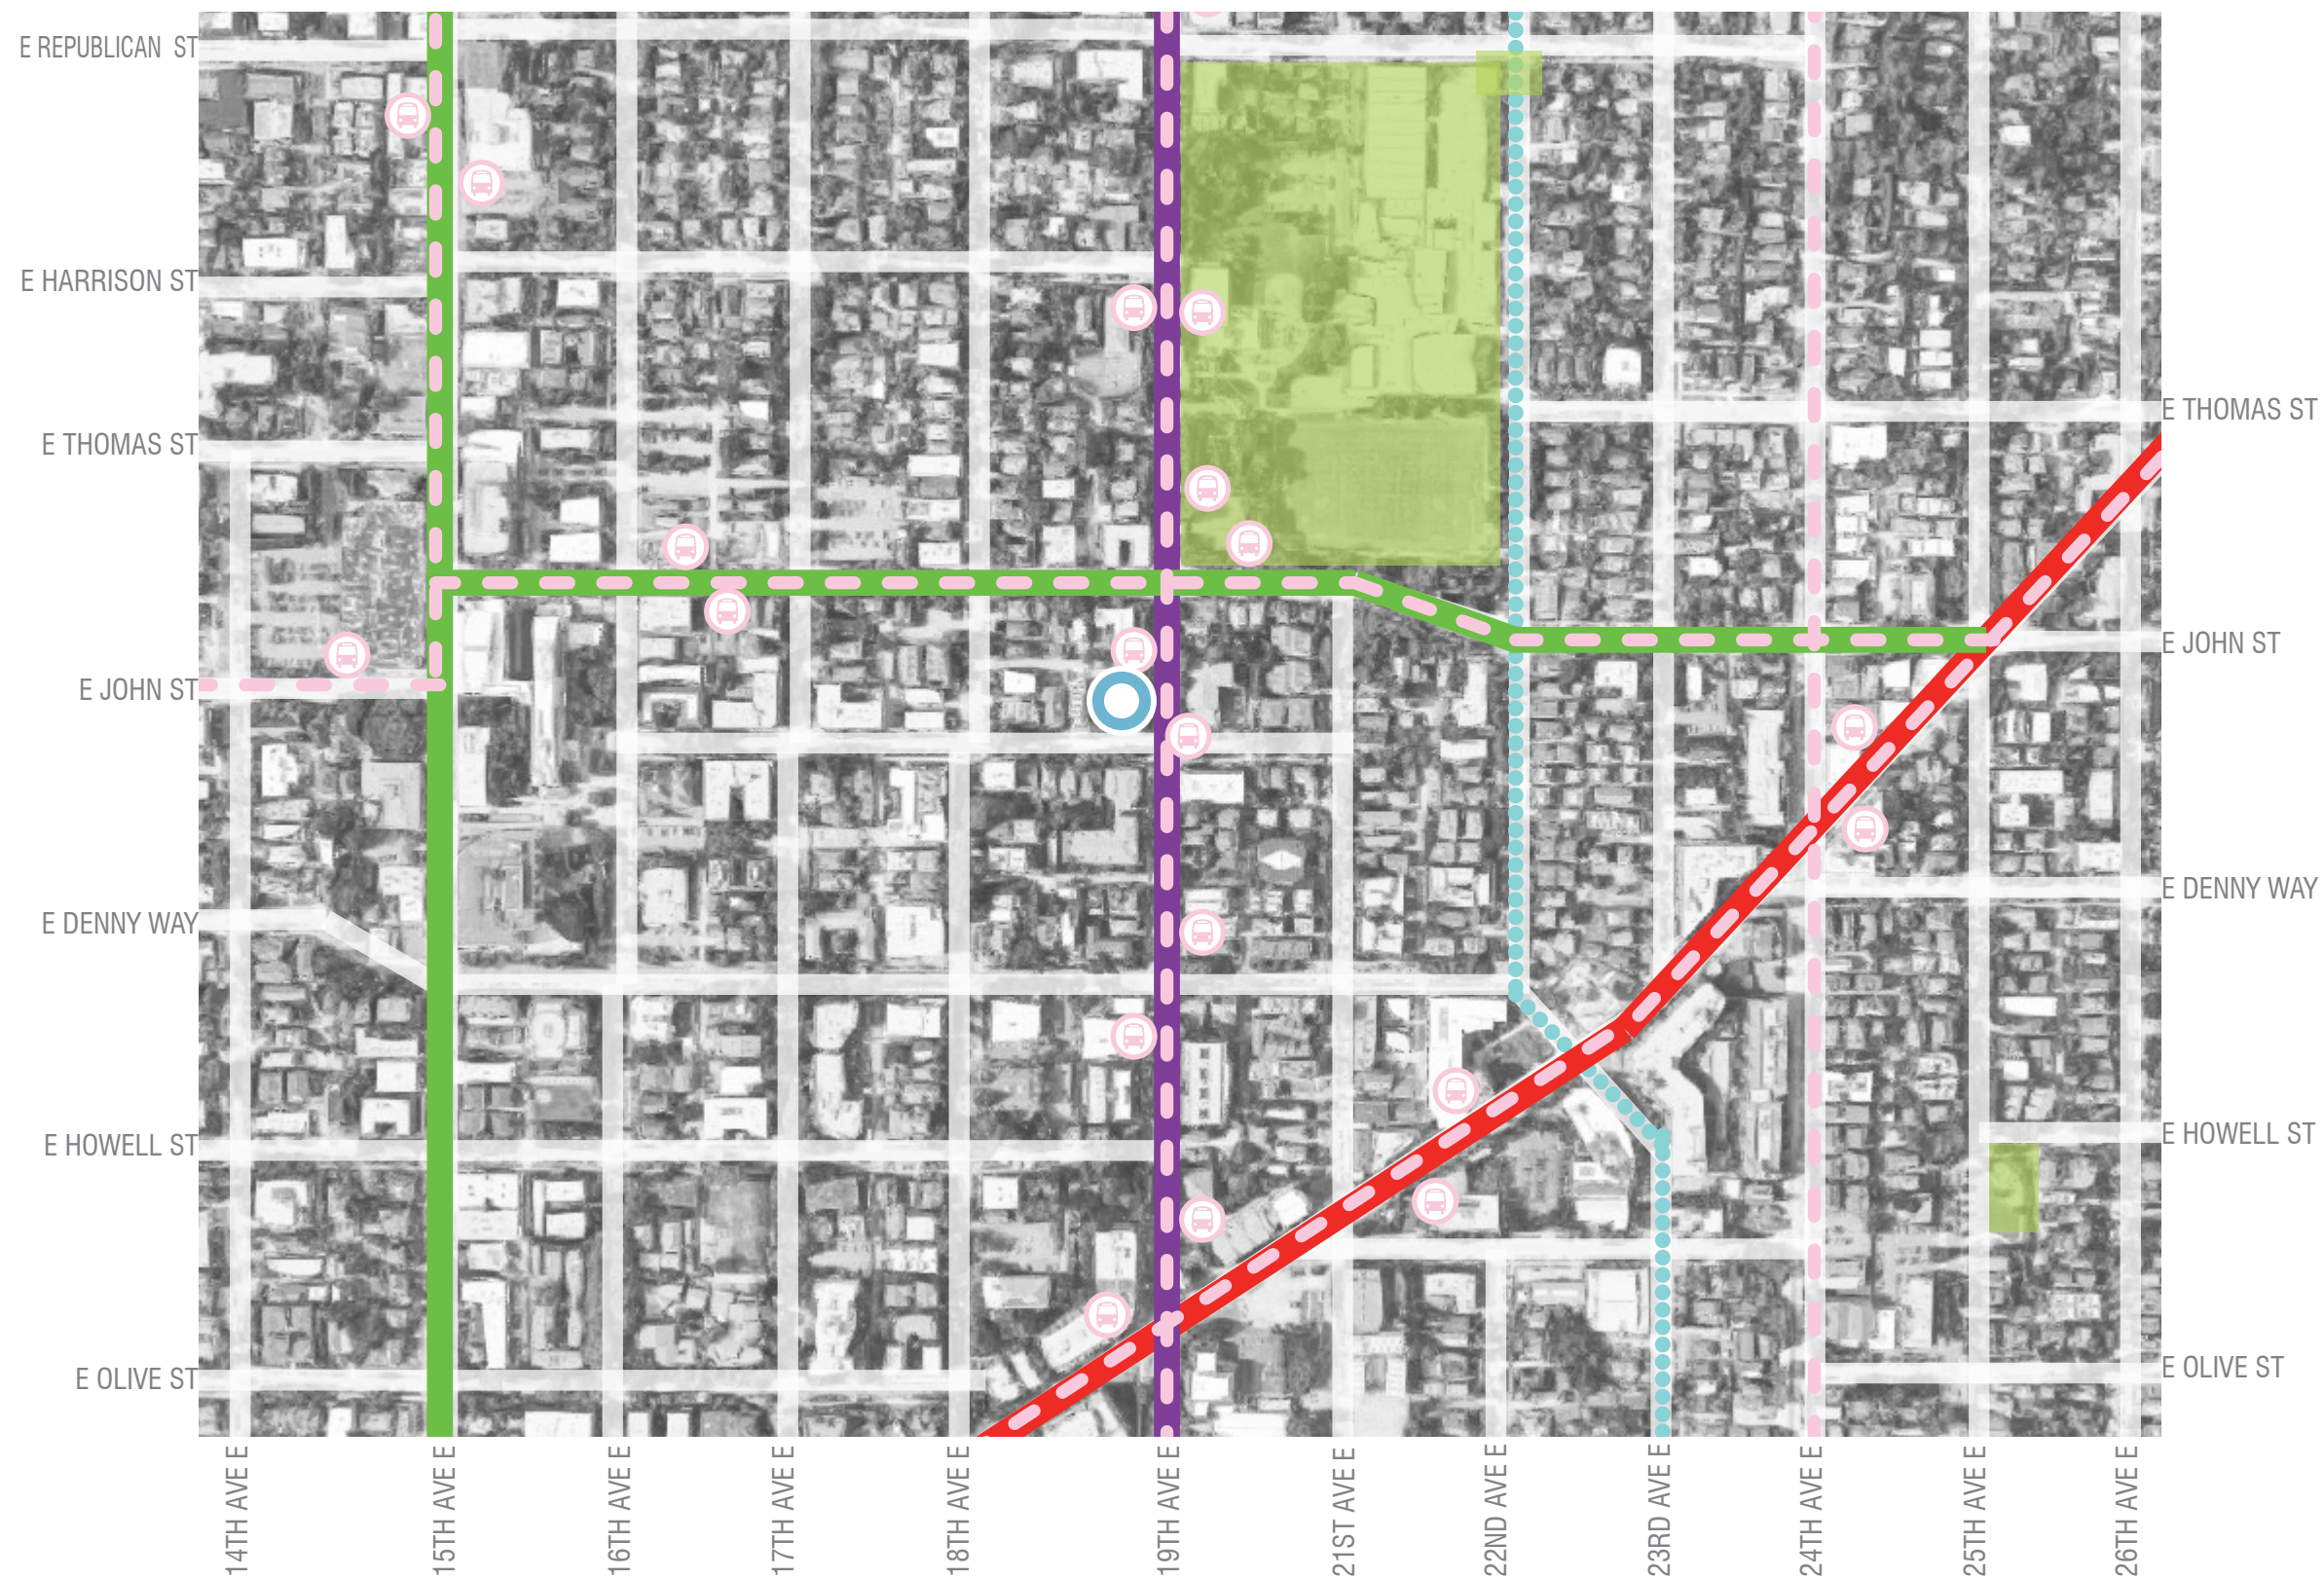 E REPUBLICAN ST
E HARRISON ST
E THOMAS ST
E THOMAS ST
E JOHN ST
E JOHN ST
E DENNY WAY
E DENNY WAY
E HOWELL ST
E HOWELL ST
E OLIVE ST
E OLIVE ST
14TH AVE E
15TH AVE E
16TH AVE E
17TH AVE E
18TH AVE E
19TH AVE E
21ST AVE E
22ND AVE E
23RD AVE E
24TH AVE E
25TH AVE E
26TH AVE E